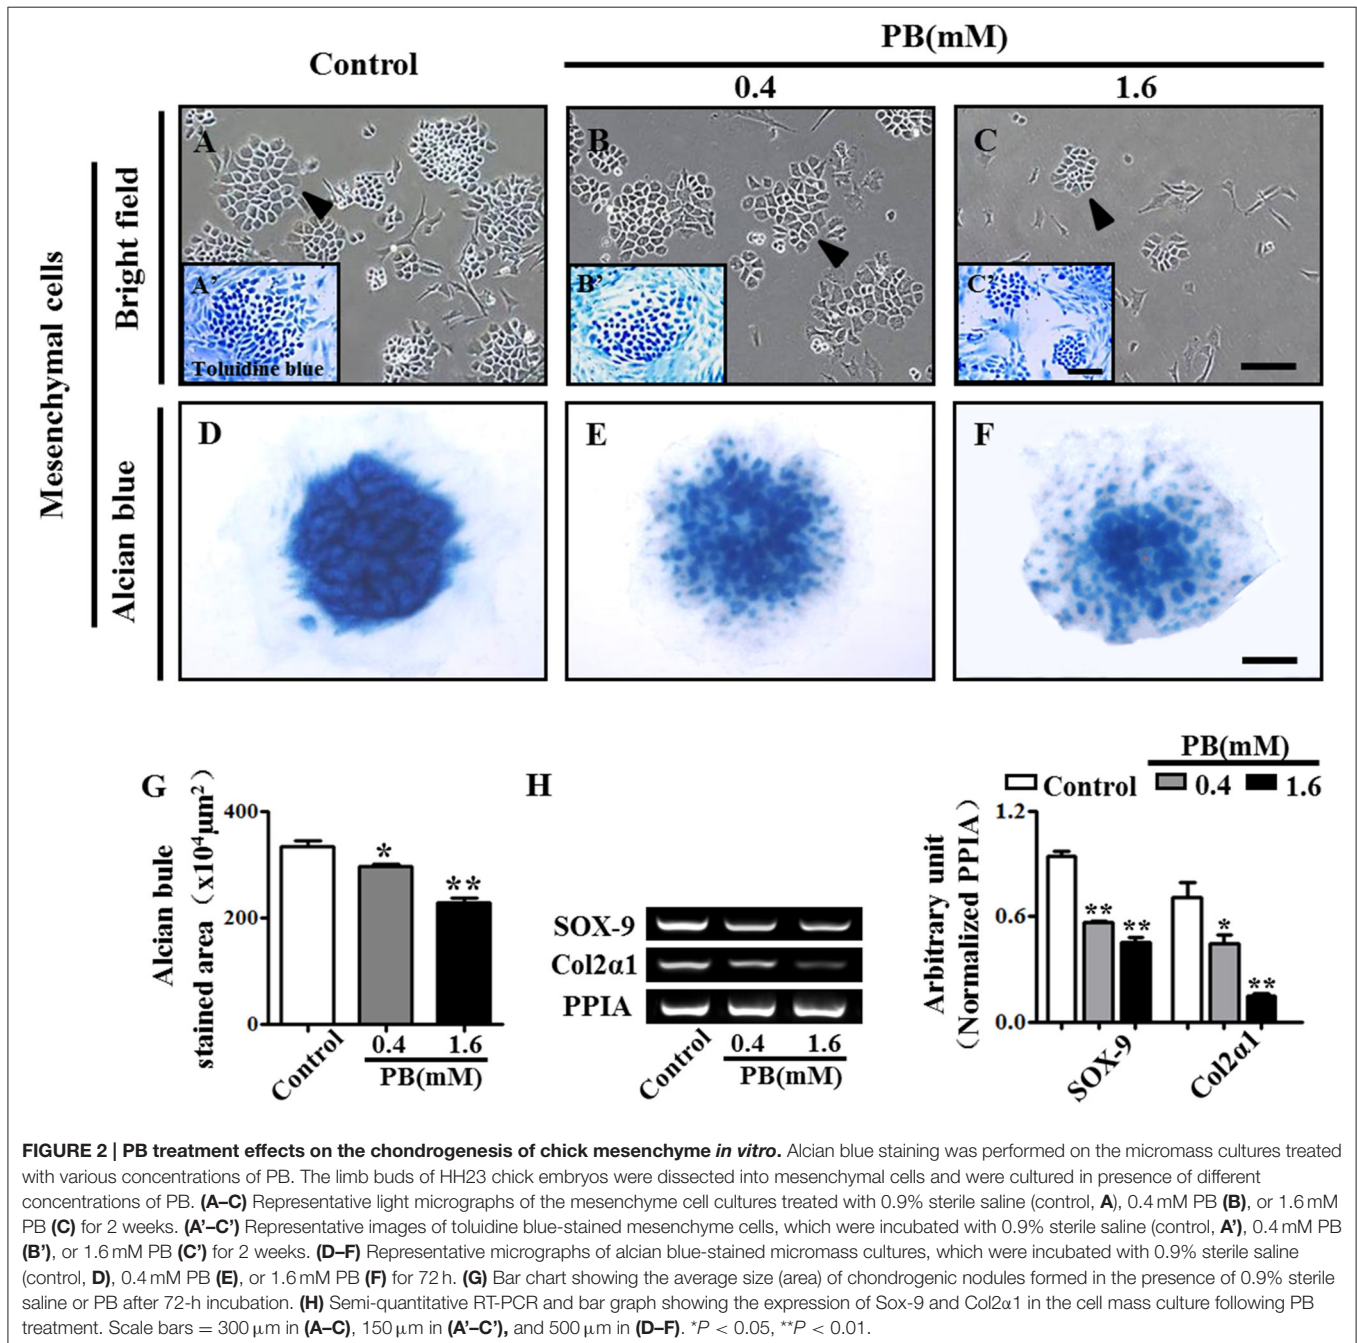 PB(mM)
Control
0.4
1.6
Mesenchymal cells
Bright field
Alcian blue
A
B
C
A'
Toluidine blue
B'
C'
D
E
F
G
Alcian bule
stained area (x10⁴μm²)
400
200
0
*
**
Control
0.4
1.6
PB(mM)
H
SOX-9
Col2α1
PPIA
Control
0.4
1.6
PB(mM)
PB(mM)
Control
0.4
1.6
Arbitrary unit
(Normalized PPIA)
1.2
0.6
0.0
**
**
*
**
SOX-9
Col2α1
FIGURE 2 | PB treatment effects on the chondrogenesis of chick mesenchyme in vitro. Alcian blue staining was performed on the micromass cultures treated
with various concentrations of PB. The limb buds of HH23 chick embryos were dissected into mesenchymal cells and were cultured in presence of different
concentrations of PB. (A–C) Representative light micrographs of the mesenchyme cell cultures treated with 0.9% sterile saline (control, A), 0.4 mM PB (B), or 1.6 mM
PB (C) for 2 weeks. (A'–C') Representative images of toluidine blue-stained mesenchyme cells, which were incubated with 0.9% sterile saline (control, A'), 0.4 mM PB
(B'), or 1.6 mM PB (C') for 2 weeks. (D–F) Representative micrographs of alcian blue-stained micromass cultures, which were incubated with 0.9% sterile saline
(control, D), 0.4 mM PB (E), or 1.6 mM PB (F) for 72 h. (G) Bar chart showing the average size (area) of chondrogenic nodules formed in the presence of 0.9% sterile
saline or PB after 72-h incubation. (H) Semi-quantitative RT-PCR and bar graph showing the expression of Sox-9 and Col2α1 in the cell mass culture following PB
treatment. Scale bars = 300 μm in (A–C), 150 μm in (A'–C'), and 500 μm in (D–F). *P < 0.05, **P < 0.01.